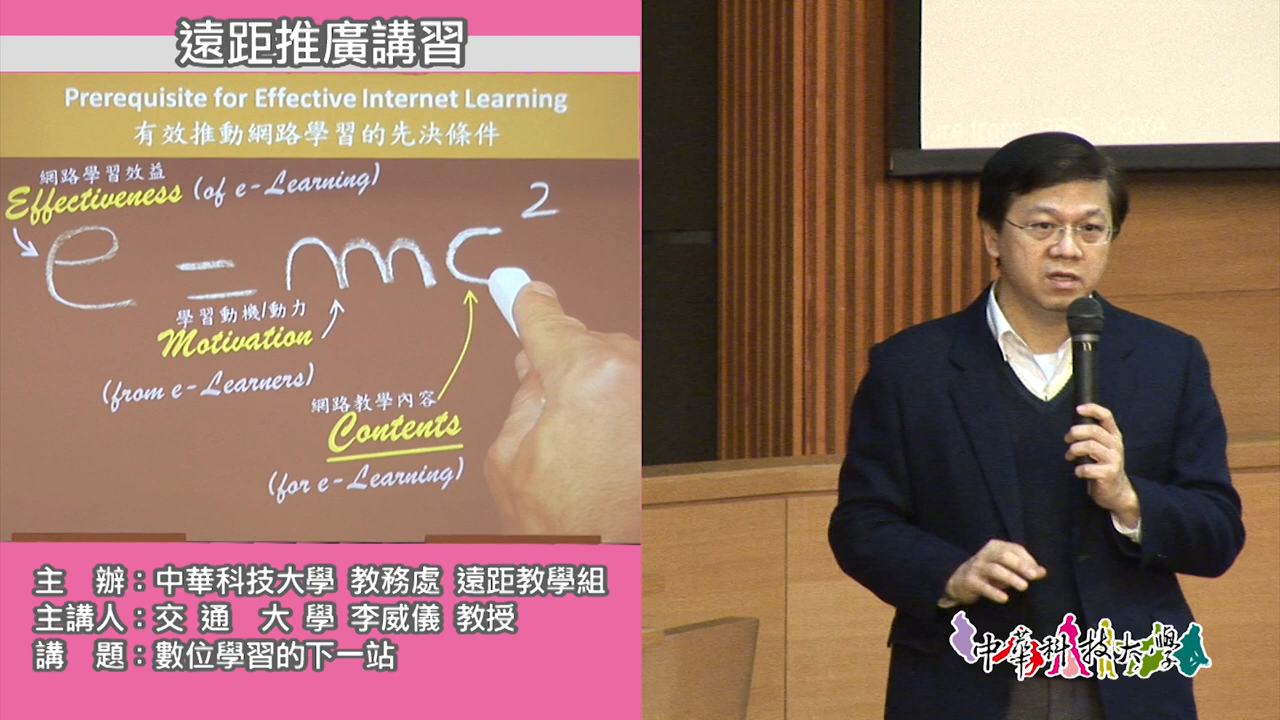 遠距推廣講習
Prerequisite for Effective Internet Learning
有效推動網路學習的先決條件
網路學習效益
Effectiveness (of e-Learning)
e = mc²
學習動機/動力
Motivation
(from e-Learners)
網路教學內容
Contents
(for e-Learning)
主 辦：中華科技大學 教務處 遠距教學組
主講人：交 通 大 學 李威儀 教授
講 題：數位學習的下一站
中華科技大學